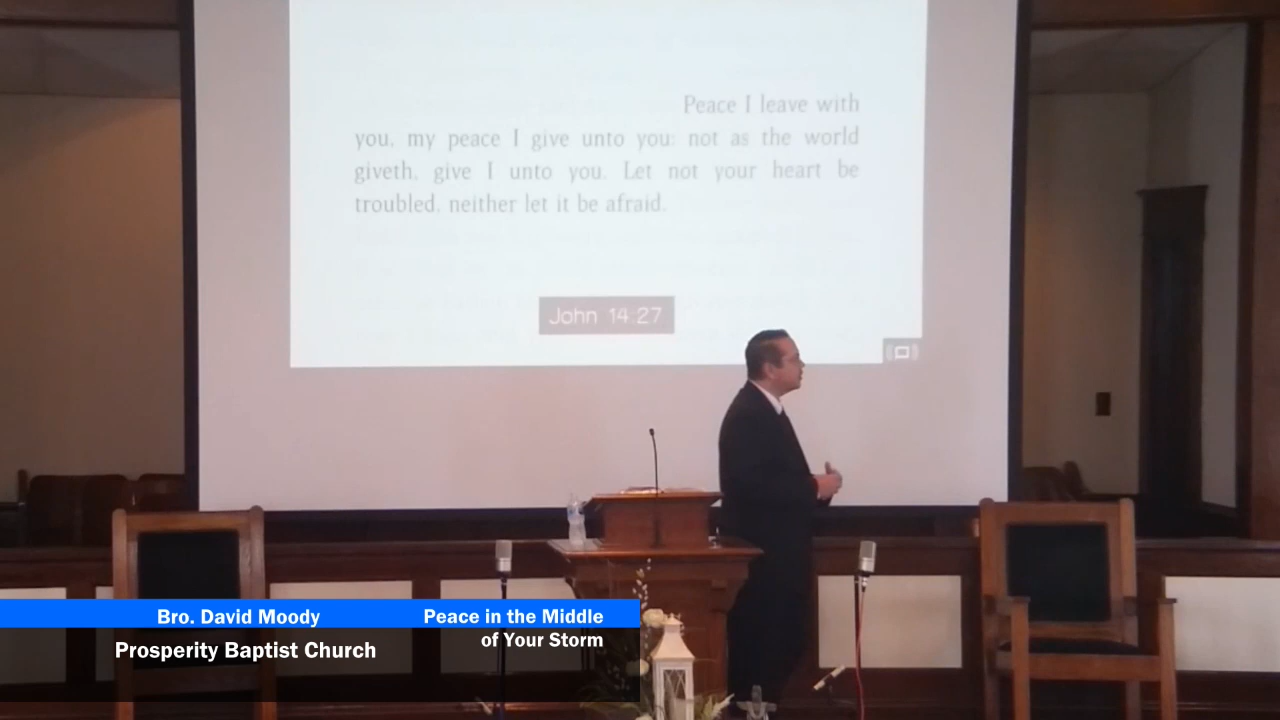 Peace I leave with
you, my peace I give unto you: not as the world
giveth, give I unto you. Let not your heart be
troubled, neither let it be afraid.
John 14:27
Bro. David Moody
Prosperity Baptist Church
Peace in the Middle
of Your Storm